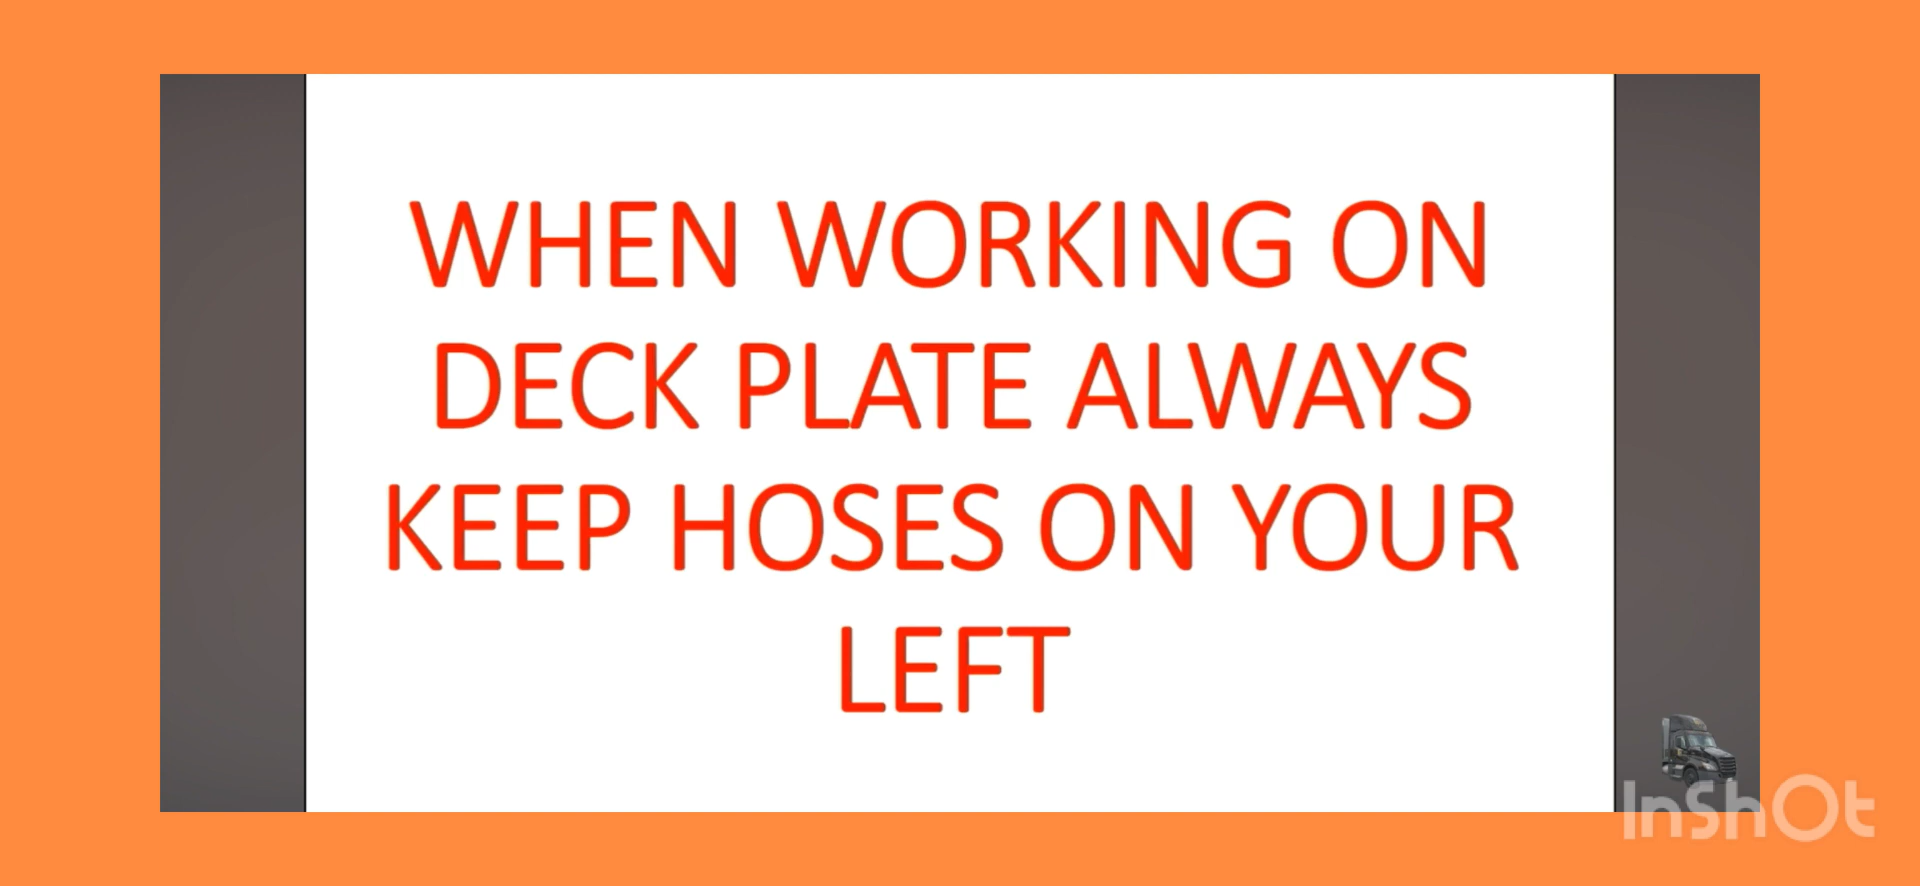 WHEN WORKING ON
DECK PLATE ALWAYS
KEEP HOSES ON YOUR
LEFT
InShOt